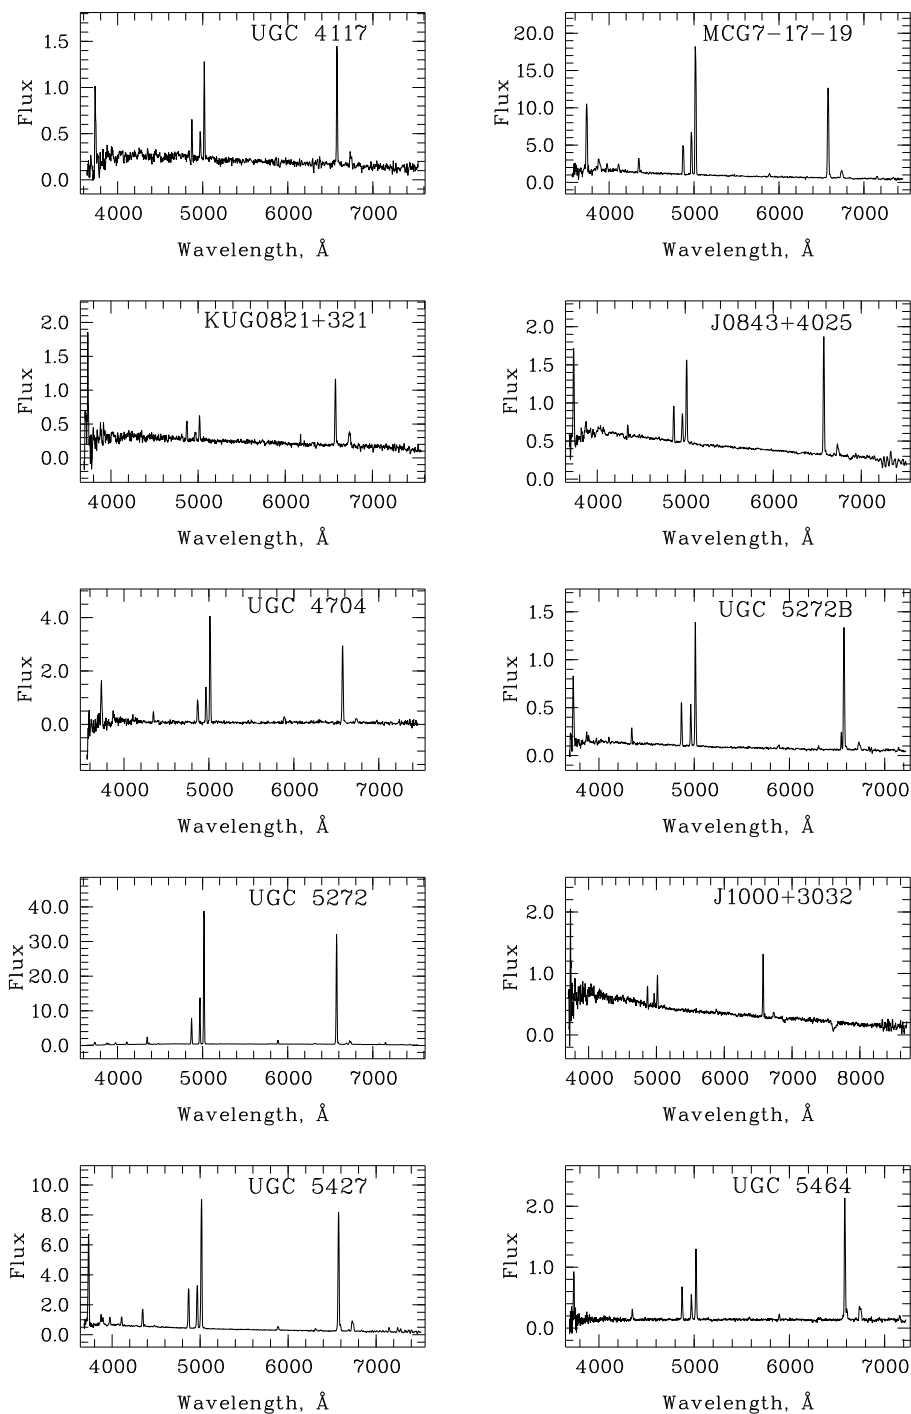 UGC 4117
Flux
1.5
1.0
0.5
0.0
4000 5000 6000 7000
Wavelength, Å
MCG7−17−19
Flux
20.0
15.0
10.0
5.0
0.0
4000 5000 6000 7000
Wavelength, Å
KUG0821+321
Flux
2.0
1.5
1.0
0.5
0.0
4000 5000 6000 7000
Wavelength, Å
J0843+4025
Flux
2.0
1.5
1.0
0.5
0.0
4000 5000 6000 7000
Wavelength, Å
UGC 4704
Flux
4.0
2.0
0.0
4000 5000 6000 7000
Wavelength, Å
UGC 5272B
Flux
1.5
1.0
0.5
0.0
4000 5000 6000 7000
Wavelength, Å
UGC 5272
Flux
40.0
30.0
20.0
10.0
0.0
4000 5000 6000 7000
Wavelength, Å
J1000+3032
Flux
2.0
1.0
0.0
4000 5000 6000 7000 8000
Wavelength, Å
UGC 5427
Flux
10.0
8.0
6.0
4.0
2.0
0.0
4000 5000 6000 7000
Wavelength, Å
UGC 5464
Flux
2.0
1.0
0.0
4000 5000 6000 7000
Wavelength, Å